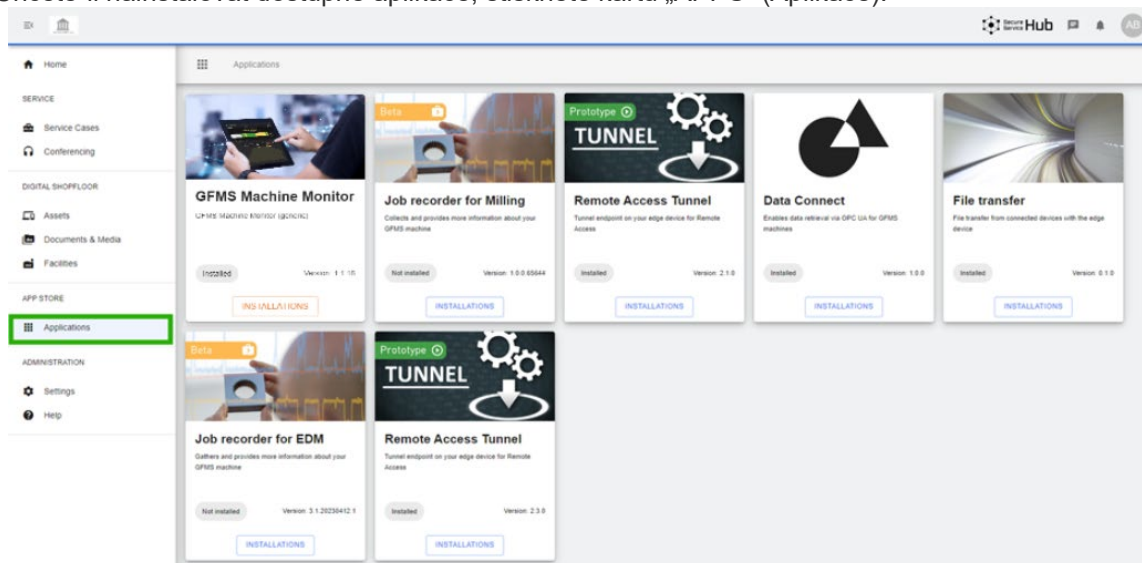 nainstalovat dostupné aplikace, stiskněte kartu „APPS“ (Aplikace).
Secure Service Hub
AB
Home
Applications
SERVICE
Service Cases
Conferencing
DIGITAL SHOPFLOOR
Assets
Documents & Media
Facilities
APP STORE
Applications
ADMINISTRATION
Settings
Help
GFMS Machine Monitor
GFMS Machine Monitor (generic)
Installed
Version: 1.1.18
INSTALLATIONS
Beta
Job recorder for Milling
Collects and provides more information about your
GFMS machine
Not installed
Version: 1.0.0.65644
INSTALLATIONS
Prototype
TUNNEL
Remote Access Tunnel
Tunnel endpoint on your edge device for Remote
Access
Installed
Version: 2.1.0
INSTALLATIONS
Data Connect
Enables data retrieval via OPC UA for GFMS
machines
Installed
Version: 1.0.0
INSTALLATIONS
File transfer
File transfer from connected devices with the edge
device
Installed
Version: 0.1.0
INSTALLATIONS
Beta
Job recorder for EDM
Gathers and provides more information about your
GFMS machine
Not installed
Version: 3.1.20230412.1
INSTALLATIONS
Prototype
TUNNEL
Remote Access Tunnel
Tunnel endpoint on your edge device for Remote
Access
Installed
Version: 2.3.0
INSTALLATIONS